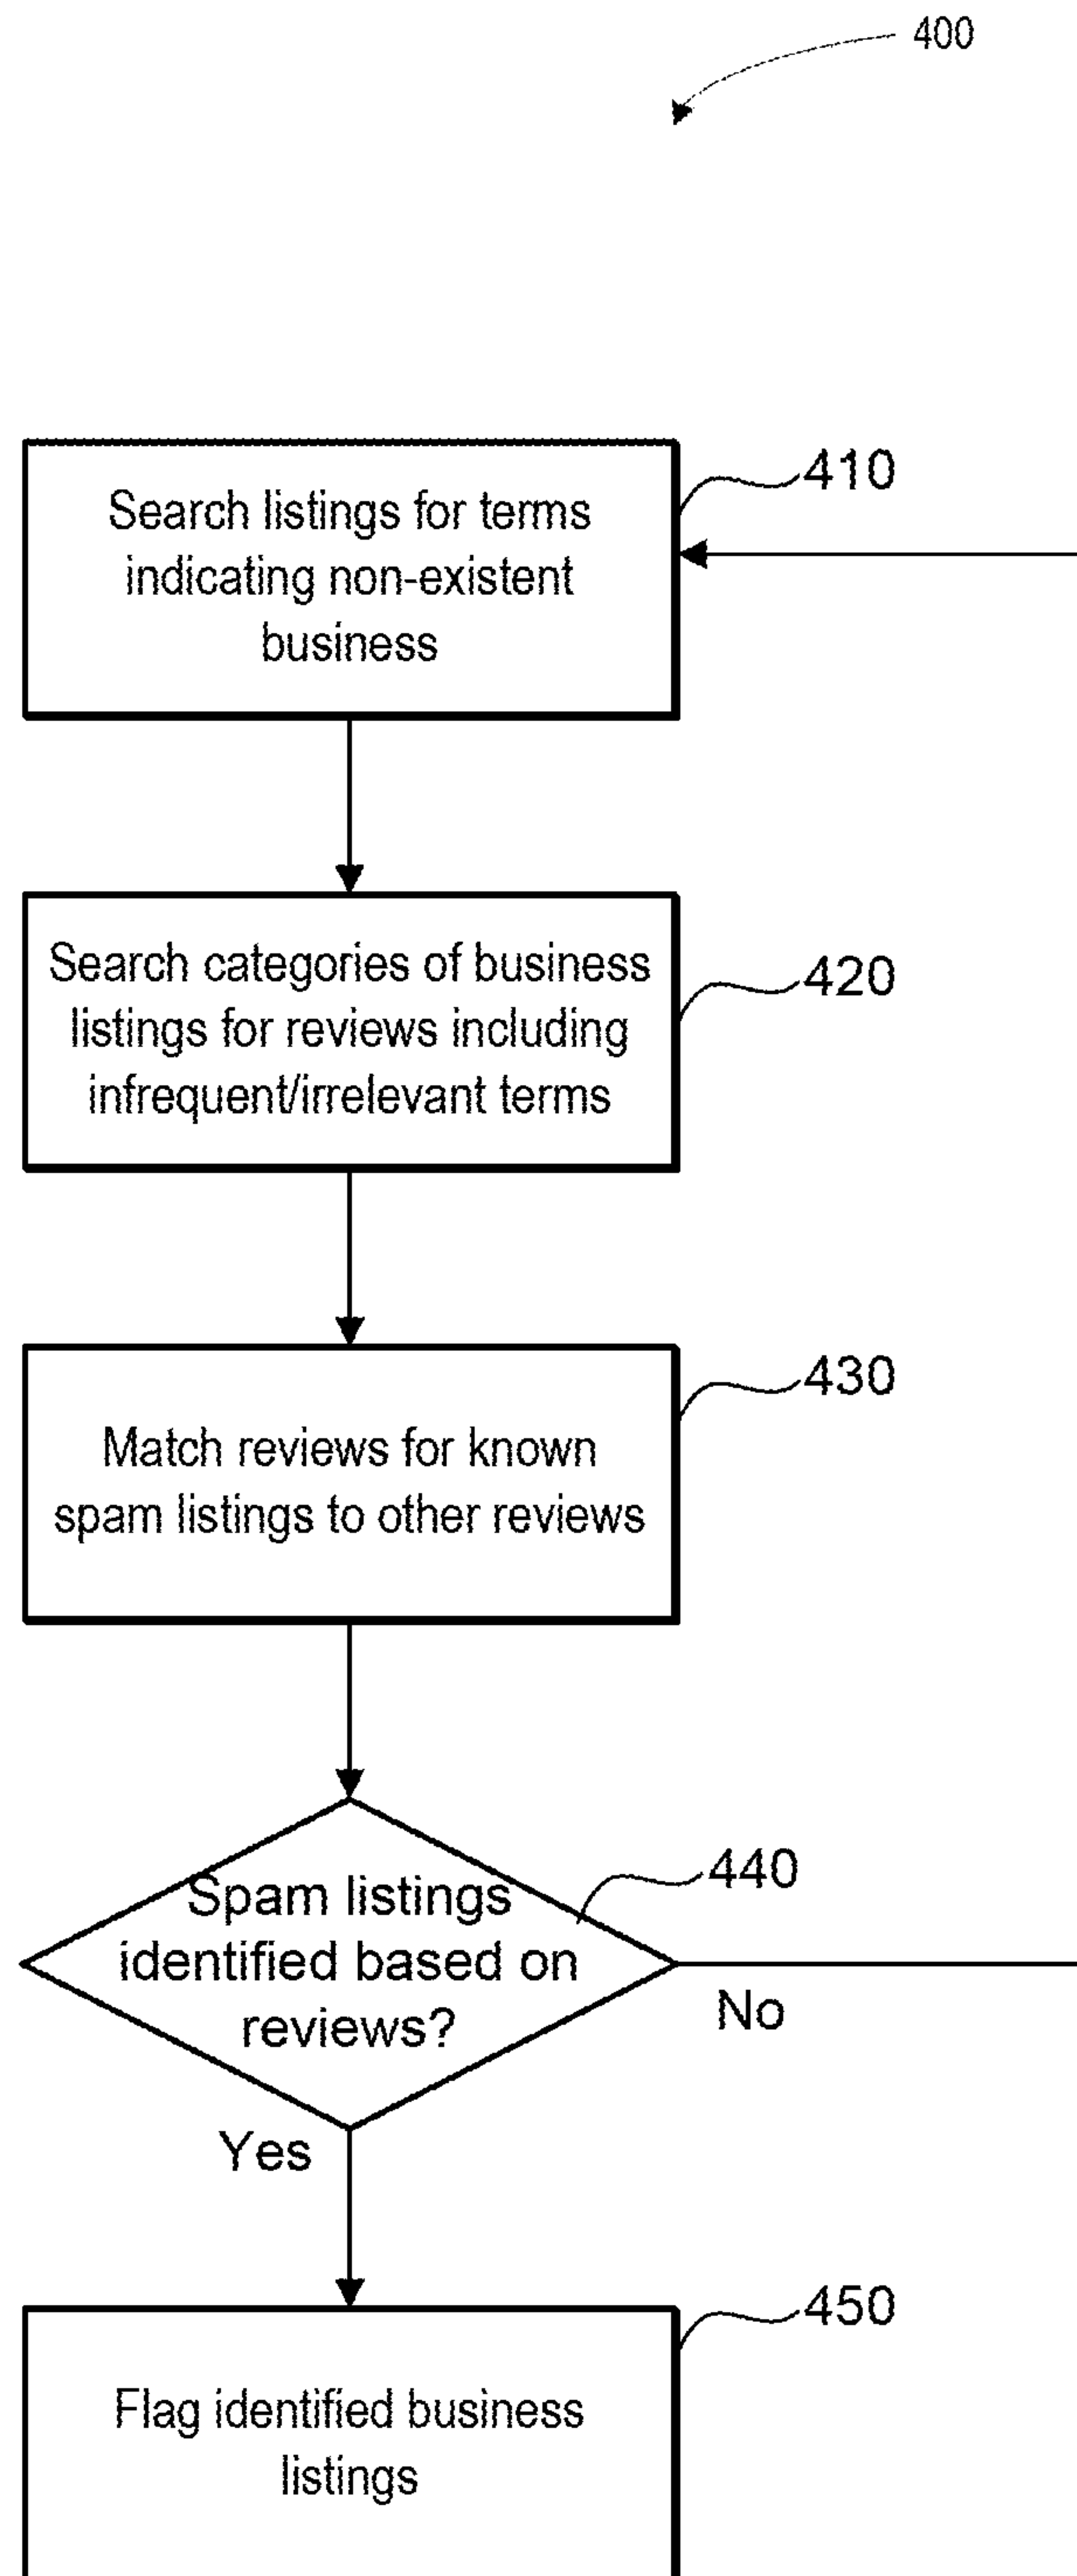 400
Search listings for terms
indicating non-existent
business
410
Search categories of business
listings for reviews including
infrequent/irrelevant terms
420
Match reviews for known
spam listings to other reviews
430
Spam listings
identified based on
reviews?
440
No
Yes
Flag identified business
listings
450